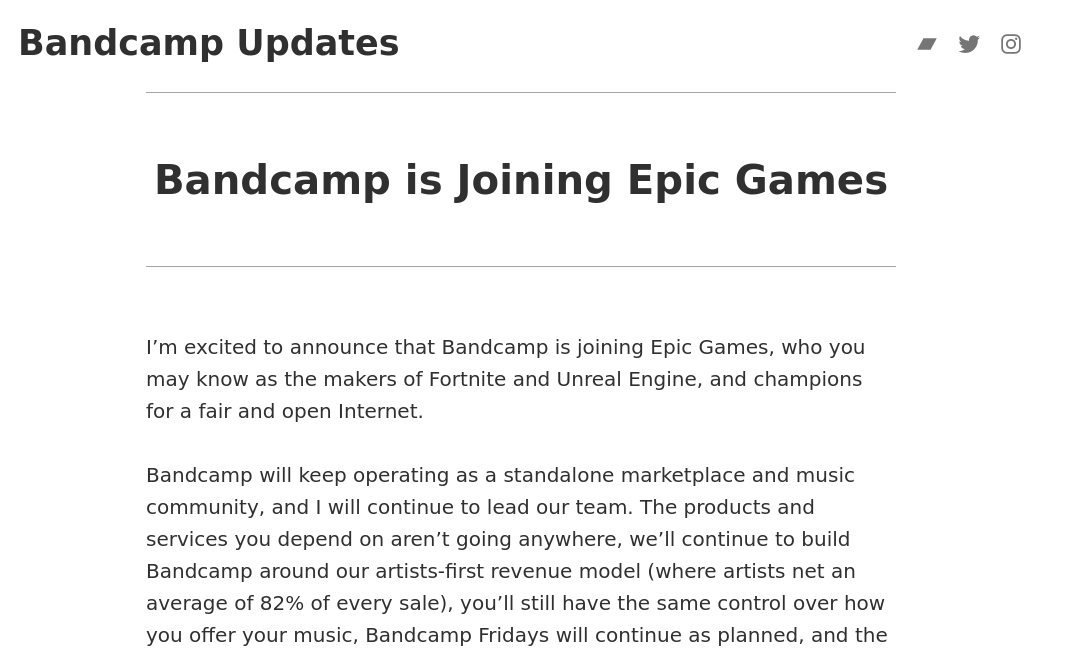 Bandcamp Updates
Bandcamp is Joining Epic Games
I’m excited to announce that Bandcamp is joining Epic Games, who you
may know as the makers of Fortnite and Unreal Engine, and champions
for a fair and open Internet.
Bandcamp will keep operating as a standalone marketplace and music
community, and I will continue to lead our team. The products and
services you depend on aren’t going anywhere, we’ll continue to build
Bandcamp around our artists-first revenue model (where artists net an
average of 82% of every sale), you’ll still have the same control over how
you offer your music, Bandcamp Fridays will continue as planned, and the